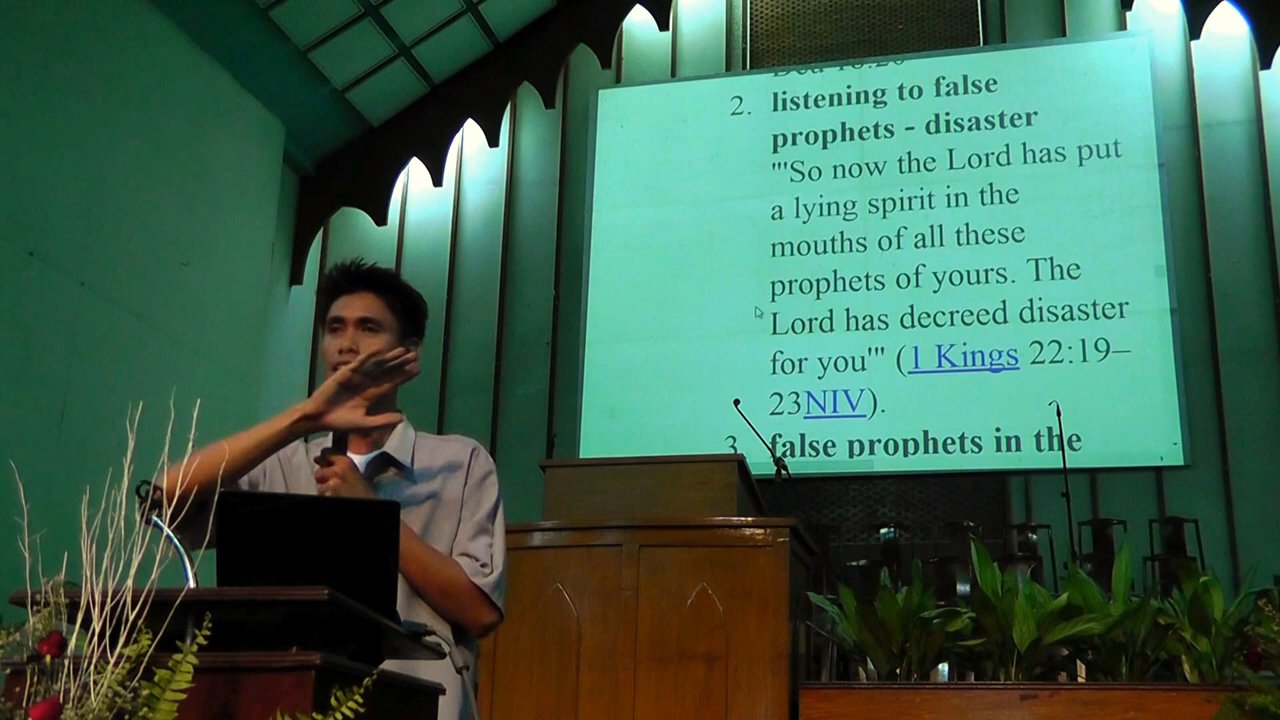 2. listening to false
prophets - disaster
"'So now the Lord has put
a lying spirit in the
mouths of all these
prophets of yours. The
Lord has decreed disaster
for you'" (1 Kings 22:19–
23NIV).
3 false prophets in the